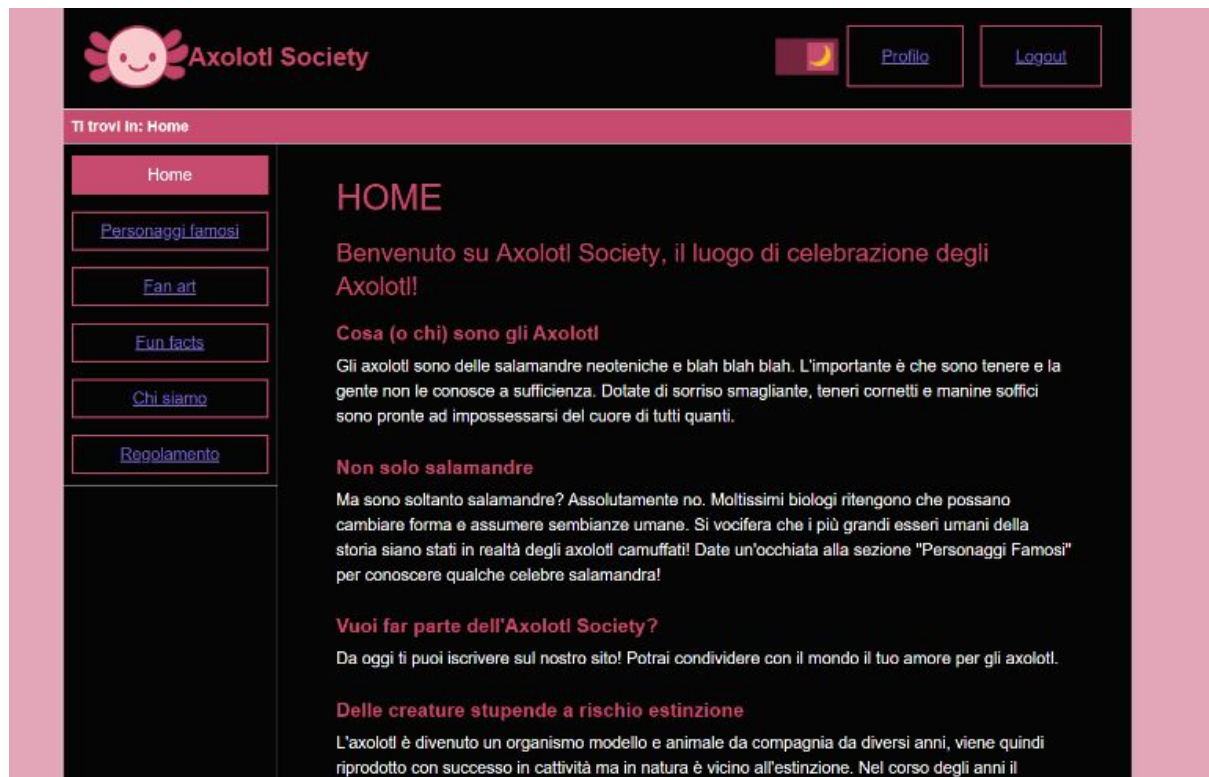 Axolotl Society
Profilo
Logout
Ti trovi in: Home
Home
Personaggi famosi
Fan art
Fun facts
Chi siamo
Regolamento
HOME
Benvenuto su Axolotl Society, il luogo di celebrazione degli
Axolotl!
Cosa (o chi) sono gli Axolotl
Gli axolotl sono delle salamandre neoteniche e blah blah blah. L'importante è che sono tenere e la
gente non le conosce a sufficienza. Dotate di sorriso smagliante, teneri cornetti e manine soffici
sono pronte ad impossessarsi del cuore di tutti quanti.
Non solo salamandre
Ma sono soltanto salamandre? Assolutamente no. Moltissimi biologi ritengono che possano
cambiare forma e assumere sembianze umane. Si vocifera che i più grandi esseri umani della
storia siano stati in realtà degli axolotl camuffati! Date un'occhiata alla sezione "Personaggi Famosi"
per conoscere qualche celebre salamandra!
Vuoi far parte dell'Axolotl Society?
Da oggi ti puoi iscrivere sul nostro sito! Potrai condividere con il mondo il tuo amore per gli axolotl.
Delle creature stupende a rischio estinzione
L'axolotl è divenuto un organismo modello e animale da compagnia da diversi anni, viene quindi
riprodotto con successo in cattività ma in natura è vicino all'estinzione. Nel corso degli anni il